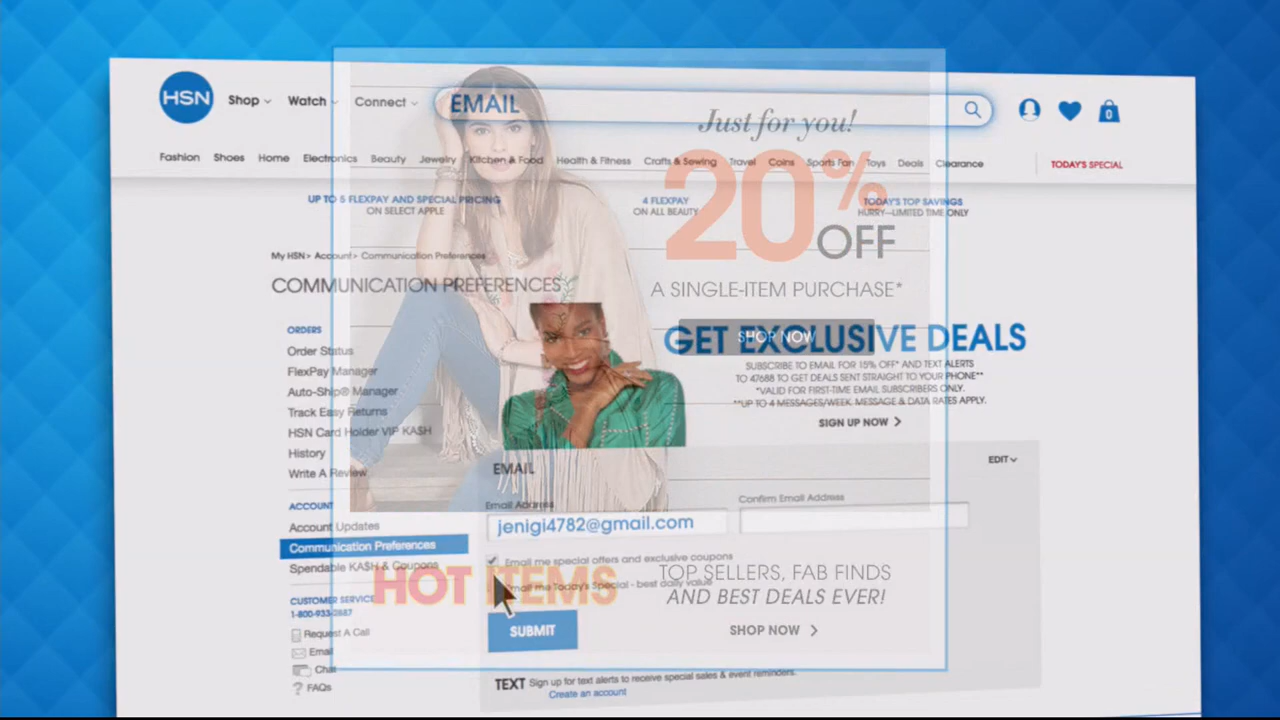 HSN
Shop
Watch
Connect
EMAIL
0
Just for you!
Fashion
Shoes
Home
Electronics
Beauty
Jewelry
Kitchen & Food
Health & Fitness
Crafts & Sewing
Travel
Coins
Sports Fan
Toys
Deals
Clearance
TODAY'S SPECIAL
20% OFF
UP TO 5 FLEXPAY AND SPECIAL PRICING
ON SELECT APPLE
4 FLEXPAY
ON ALL BEAUTY
TODAY'S TOP SAVINGS
HURRY—LIMITED TIME ONLY
My HSN> Account> Communication Preferences
COMMUNICATION PREFERENCES
A SINGLE-ITEM PURCHASE*
SHOP NOW
GET EXCLUSIVE DEALS
SUBSCRIBE TO EMAIL FOR 15% OFF* AND TEXT ALERTS
TO 47688 TO GET DEALS SENT STRAIGHT TO YOUR PHONE**
*VALID FOR FIRST-TIME EMAIL SUBSCRIBERS ONLY.
**UP TO 4 MESSAGES/WEEK. MESSAGE & DATA RATES APPLY.
SIGN UP NOW >
ORDERS
Order Status
FlexPay Manager
Auto-Ship® Manager
Track Easy Returns
HSN Card Holder VIP KA$H
History
Write A Review
ACCOUNT
Account Updates
Communication Preferences
Spendable KA$H & Coupons
CUSTOMER SERVICE
Request A Call
Email
Chat
? FAQs
EMAIL
EDIT
Email Address
Confirm Email Address
jenigi4782@gmail.com
Email me special offers and exclusive coupons
Email me Today's Special - best daily value
HOT ITEMS
TOP SELLERS, FAB FINDS
AND BEST DEALS EVER!
SUBMIT
SHOP NOW >
TEXT Sign up for text alerts to receive special sales & event reminders.
Create an account